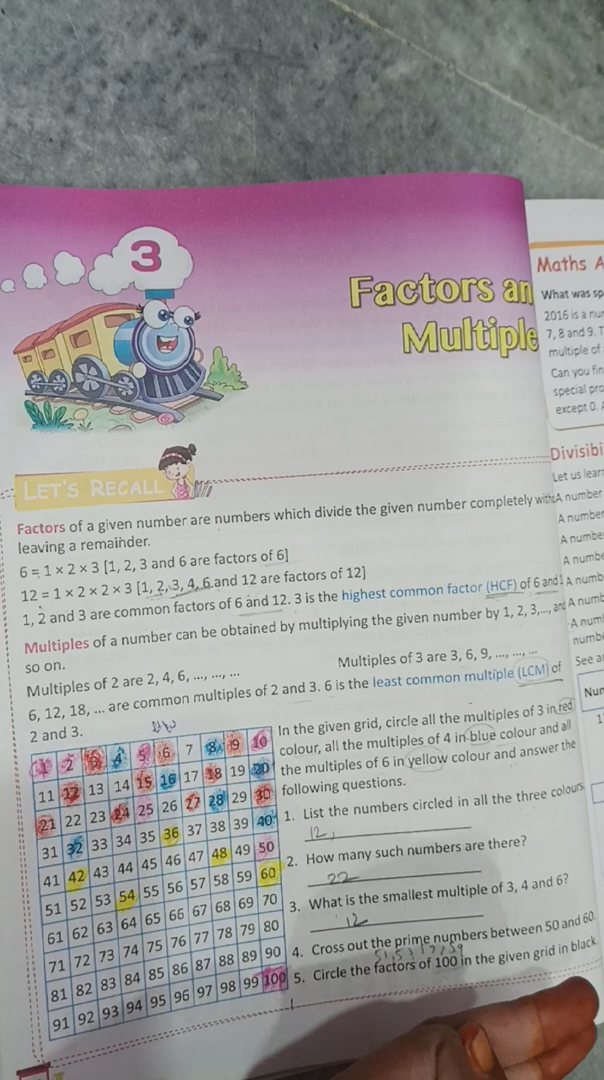 3
Factors an
Multiple
LET'S RECALL
Factors of a given number are numbers which divide the given number completely with
leaving a remainder.
6 = 1 × 2 × 3 [1, 2, 3 and 6 are factors of 6]
12 = 1 × 2 × 2 × 3 [1, 2, 3, 4, 6 and 12 are factors of 12]
1, 2 and 3 are common factors of 6 and 12. 3 is the highest common factor (HCF) of 6 and
Multiples of a number can be obtained by multiplying the given number by 1, 2, 3,..., and
so on.
Multiples of 2 are 2, 4, 6, ..., ..., ... Multiples of 3 are 3, 6, 9, ..., ..., ...
6, 12, 18, ... are common multiples of 2 and 3. 6 is the least common multiple (LCM) of
2 and 3.
1 2 3 4 5 6 7 8 9 10
11 12 13 14 15 16 17 18 19 20
21 22 23 24 25 26 27 28 29 30
31 32 33 34 35 36 37 38 39 40
41 42 43 44 45 46 47 48 49 50
51 52 53 54 55 56 57 58 59 60
61 62 63 64 65 66 67 68 69 70
71 72 73 74 75 76 77 78 79 80
81 82 83 84 85 86 87 88 89 90
91 92 93 94 95 96 97 98 99 100
In the given grid, circle all the multiples of 3 in red
colour, all the multiples of 4 in blue colour and all
the multiples of 6 in yellow colour and answer the
following questions.
1. List the numbers circled in all the three colours.
12,
2. How many such numbers are there?
22
3. What is the smallest multiple of 3, 4 and 6?
12
4. Cross out the prime numbers between 50 and 60.
5. Circle the factors of 100 in the given grid in black
Maths A
What was sp
2016 is a nu
7, 8 and 9. T
multiple of
Can you fin
special pro
except 0.
Divisibi
Let us lear
A number
A number
A numbe
A numbe
A numb
A numb
A num
numb
See a
Nun
1